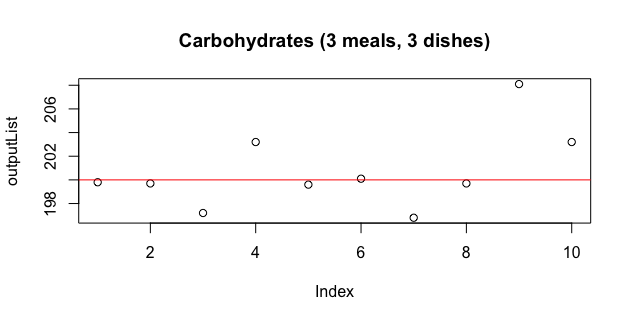 Carbohydrates (3 meals, 3 dishes)
outputList
206
202
198
2 4 6 8 10
Index